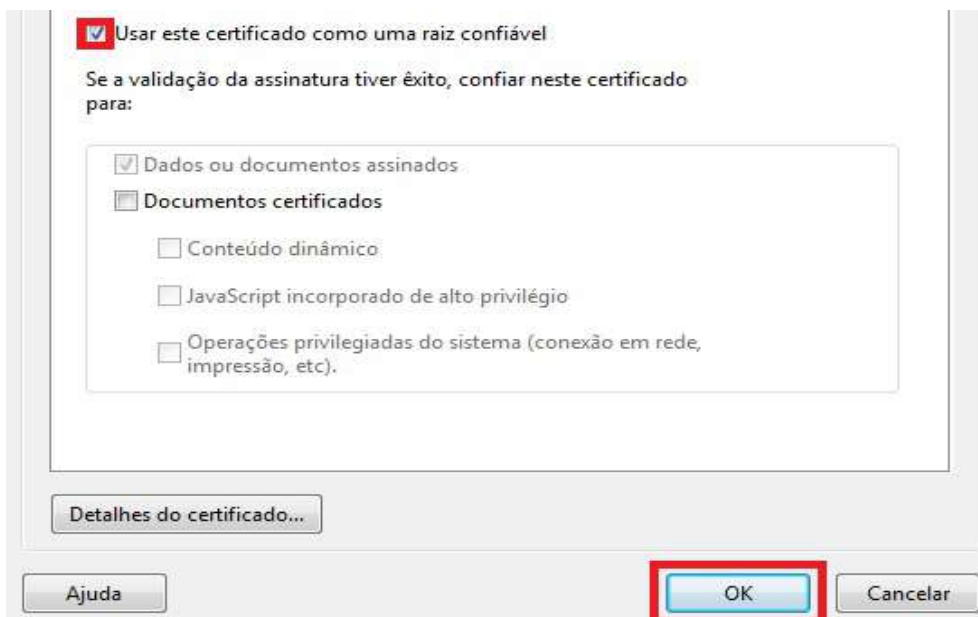 Usar este certificado como uma raiz confiável
Se a validação da assinatura tiver êxito, confiar neste certificado
para:
Dados ou documentos assinados
Documentos certificados
Conteúdo dinâmico
JavaScript incorporado de alto privilégio
Operações privilegiadas do sistema (conexão em rede,
impressão, etc).
Detalhes do certificado...
Ajuda
OK
Cancelar